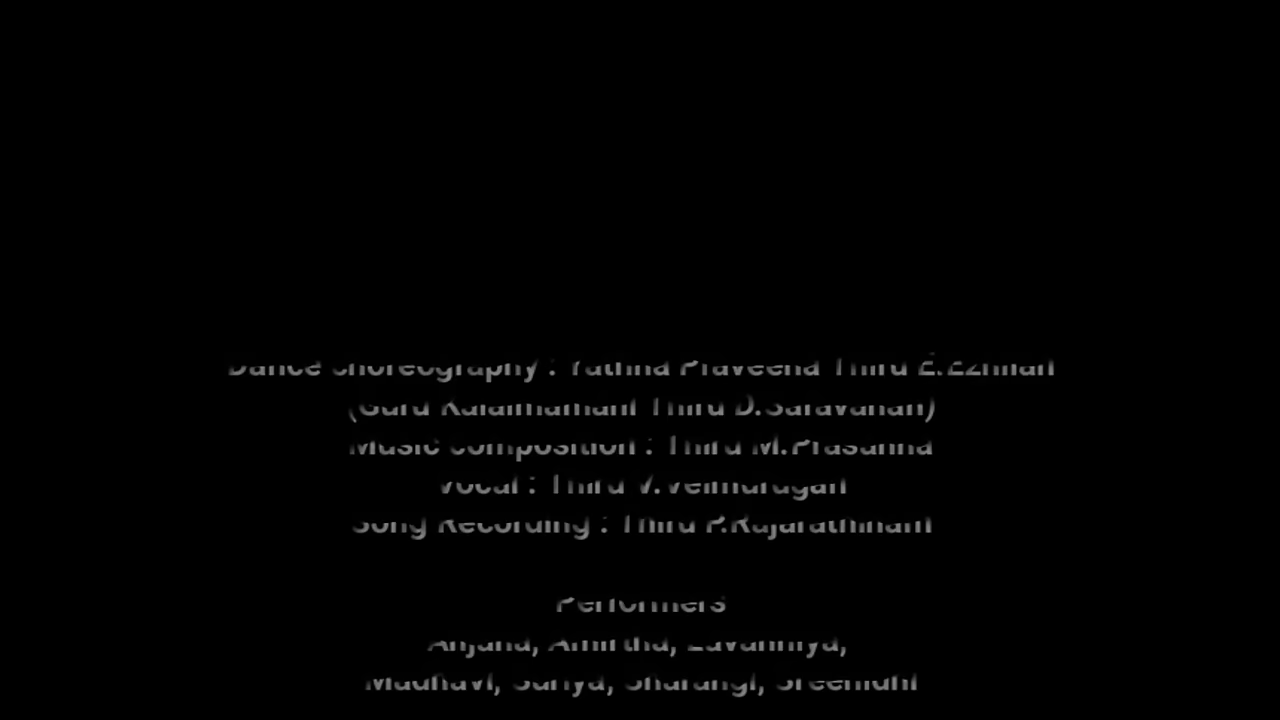 Dance choreography : Yathna Praveena Thiru E.Ezhilan
(Guru Kalaimamani Thiru D.Saravanan)
Music composition : Thiru M.Prasanna
Vocal : Thiru V.Velmurugan
Song Recording : Thiru P.Rajarathinam
Performers
Anjana, Amirtha, Lavanniya,
Madhavi, Sanya, Sharangi, Sreenidhi